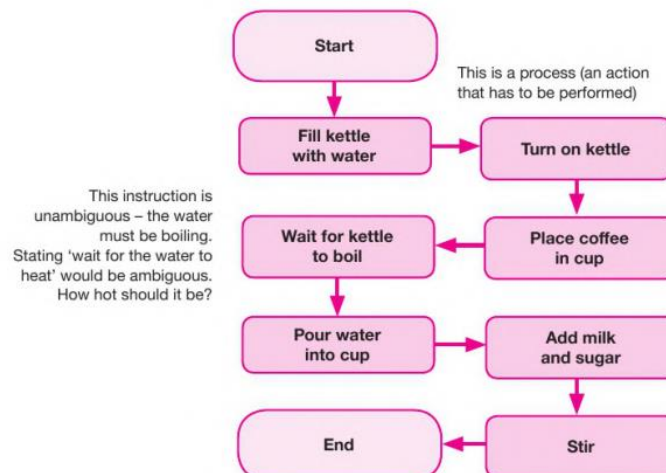 Start
This is a process (an action
that has to be performed)
Fill kettle
with water
Turn on kettle
This instruction is
unambiguous – the water
must be boiling.
Stating ‘wait for the water to
heat’ would be ambiguous.
How hot should it be?
Place coffee
in cup
Wait for kettle
to boil
Pour water
into cup
Add milk
and sugar
Stir
End